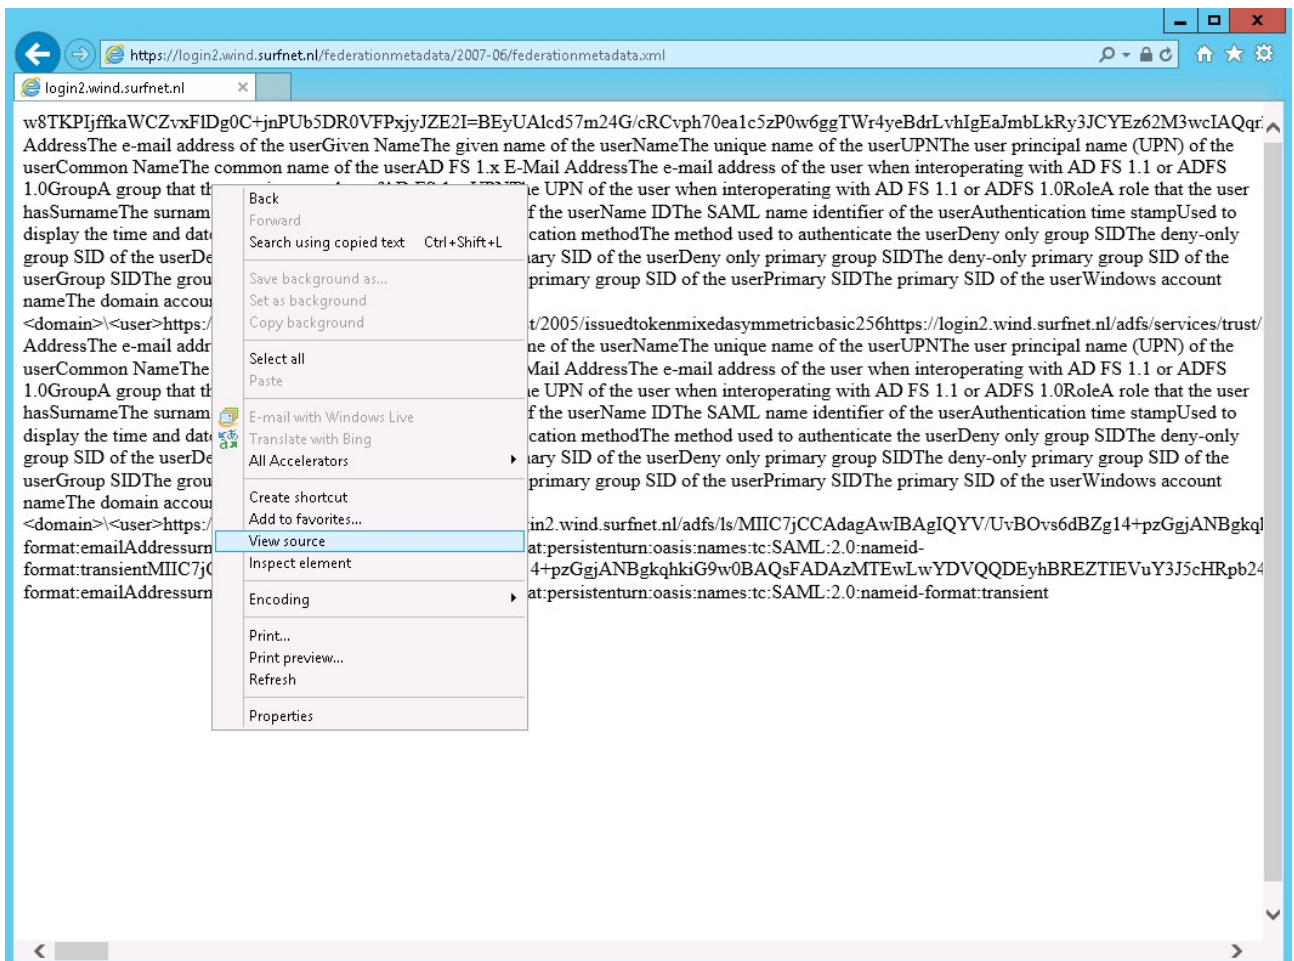 https://login2.wind.surfnet.nl/federationmetadata/2007-06/federationmetadata.xml
login2.wind.surfnet.nl
w8TKPIjffkaWCZvxFlDg0C+jnPUb5DR0VFPxjyJZE2I=BEyUAlcd57m24G/cRCvph70ea1c5zP0w6ggTWr4yeBdrLvhIgEaJmbLkRy3JCYEz62M3wcIAQqr
AddressThe e-mail address of the userGiven NameThe given name of the userNameThe unique name of the userUPNThe user principal name (UPN) of the
userCommon NameThe common name of the userAD FS 1.x E-Mail AddressThe e-mail address of the user when interoperating with AD FS 1.1 or ADFS
1.0GroupA group that the UPN of the user when interoperating with AD FS 1.1 or ADFS 1.0RoleA role that the user
hasSurnameThe surnam f the userName IDThe SAML name identifier of the userAuthentication time stampUsed to
display the time and dat cation methodThe method used to authenticate the userDeny only group SIDThe deny-only
group SID of the userDe ary SID of the userDeny only primary group SIDThe deny-only primary group SID of the
userGroup SIDThe grou primary group SID of the userPrimary SIDThe primary SID of the userWindows account
nameThe domain accou
<domain>\<user>https:/ t/2005/issuedtokenmixedasymmetricbasic256https://login2.wind.surfnet.nl/adfs/services/trust/
AddressThe e-mail addr ne of the userNameThe unique name of the userUPNThe user principal name (UPN) of the
userCommon NameThe Mail AddressThe e-mail address of the user when interoperating with AD FS 1.1 or ADFS
1.0GroupA group that th e UPN of the user when interoperating with AD FS 1.1 or ADFS 1.0RoleA role that the user
hasSurnameThe surnam f the userName IDThe SAML name identifier of the userAuthentication time stampUsed to
display the time and dat cation methodThe method used to authenticate the userDeny only group SIDThe deny-only
group SID of the userDe ary SID of the userDeny only primary group SIDThe deny-only primary group SID of the
userGroup SIDThe grou primary group SID of the userPrimary SIDThe primary SID of the userWindows account
nameThe domain accou
<domain>\<user>https:/ in2.wind.surfnet.nl/adfs/ls/MIIC7jCCAdagAwIBAgIQYV/UvBOvs6dBZg14+pzGgjANBgkq
format:emailAddressurn at:persistenturn:oasis:names:tc:SAML:2.0:nameid-
format:transientMIIC7j 4+pzGgjANBgkqhkiG9w0BAQsFADAzMTEwLwYDVQQDEyhBREZTIEVuY3J5cHRpb24
format:emailAddressurn at:persistenturn:oasis:names:tc:SAML:2.0:nameid-format:transient
Back
Forward
Search using copied text Ctrl+Shift+L
Save background as...
Set as background
Copy background
Select all
Paste
E-mail with Windows Live
Translate with Bing
All Accelerators
Create shortcut
Add to favorites...
View source
Inspect element
Encoding
Print...
Print preview...
Refresh
Properties